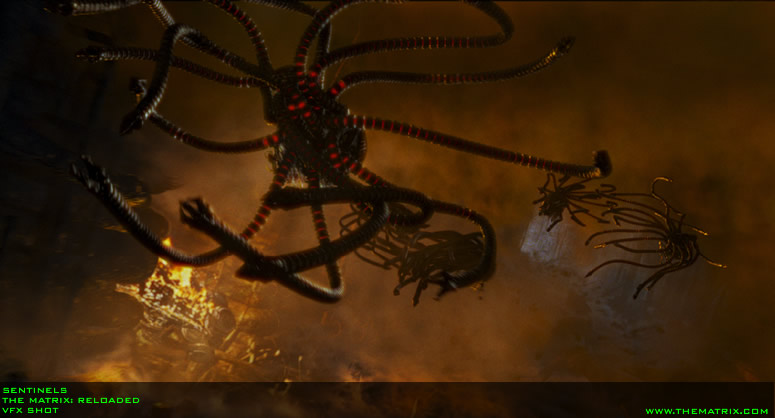 SENTINELS
THE MATRIX: RELOADED
VFX SHOT
WWW.THEMATRIX.COM